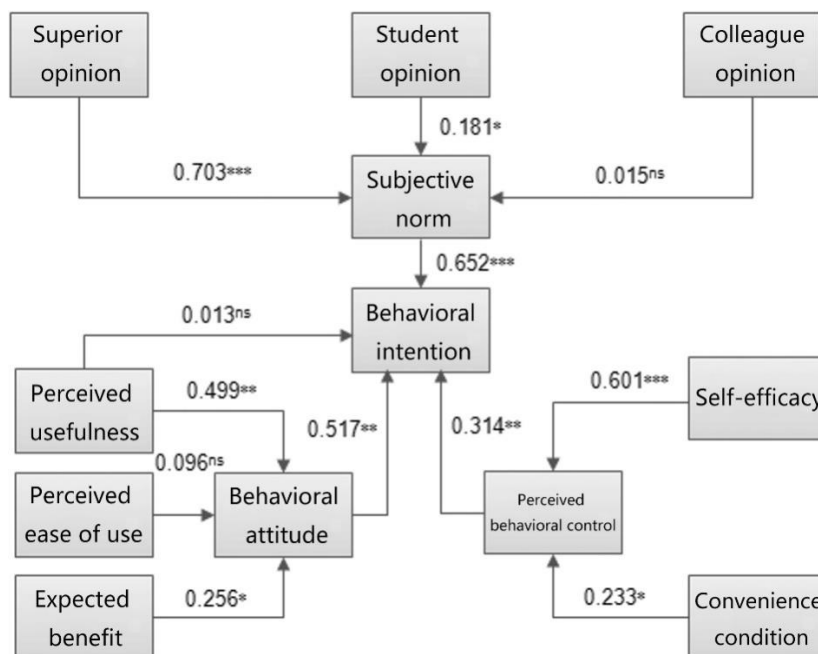 Superior
opinion
Student
opinion
Colleague
opinion
0.181*
0.703***
0.015ns
Subjective
norm
0.652***
0.013ns
Behavioral
intention
Perceived
usefulness
0.499**
0.601***
Self-efficacy
0.517**
0.314**
0.096ns
Perceived
ease of use
Behavioral
attitude
Perceived
behavioral control
Expected
benefit
0.256*
0.233*
Convenience
condition